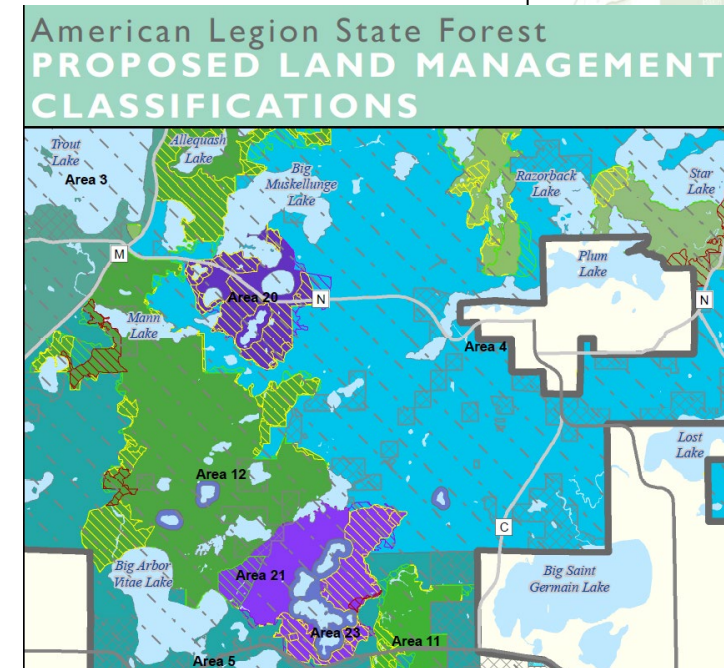 American Legion State Forest
PROPOSED LAND MANAGEMENT
CLASSIFICATIONS
Trout
Lake
Area 3
Allequash
Lake
Big
Muskellunge
Lake
Razorback
Lake
Star
Lake
M
Plum
Lake
Area 20
N
N
Mann
Lake
Area 4
Lost
Lake
Area 12
C
Big Arbor
Vitae Lake
Area 21
Big Saint
Germain Lake
Area 23
Area 11
Area 5